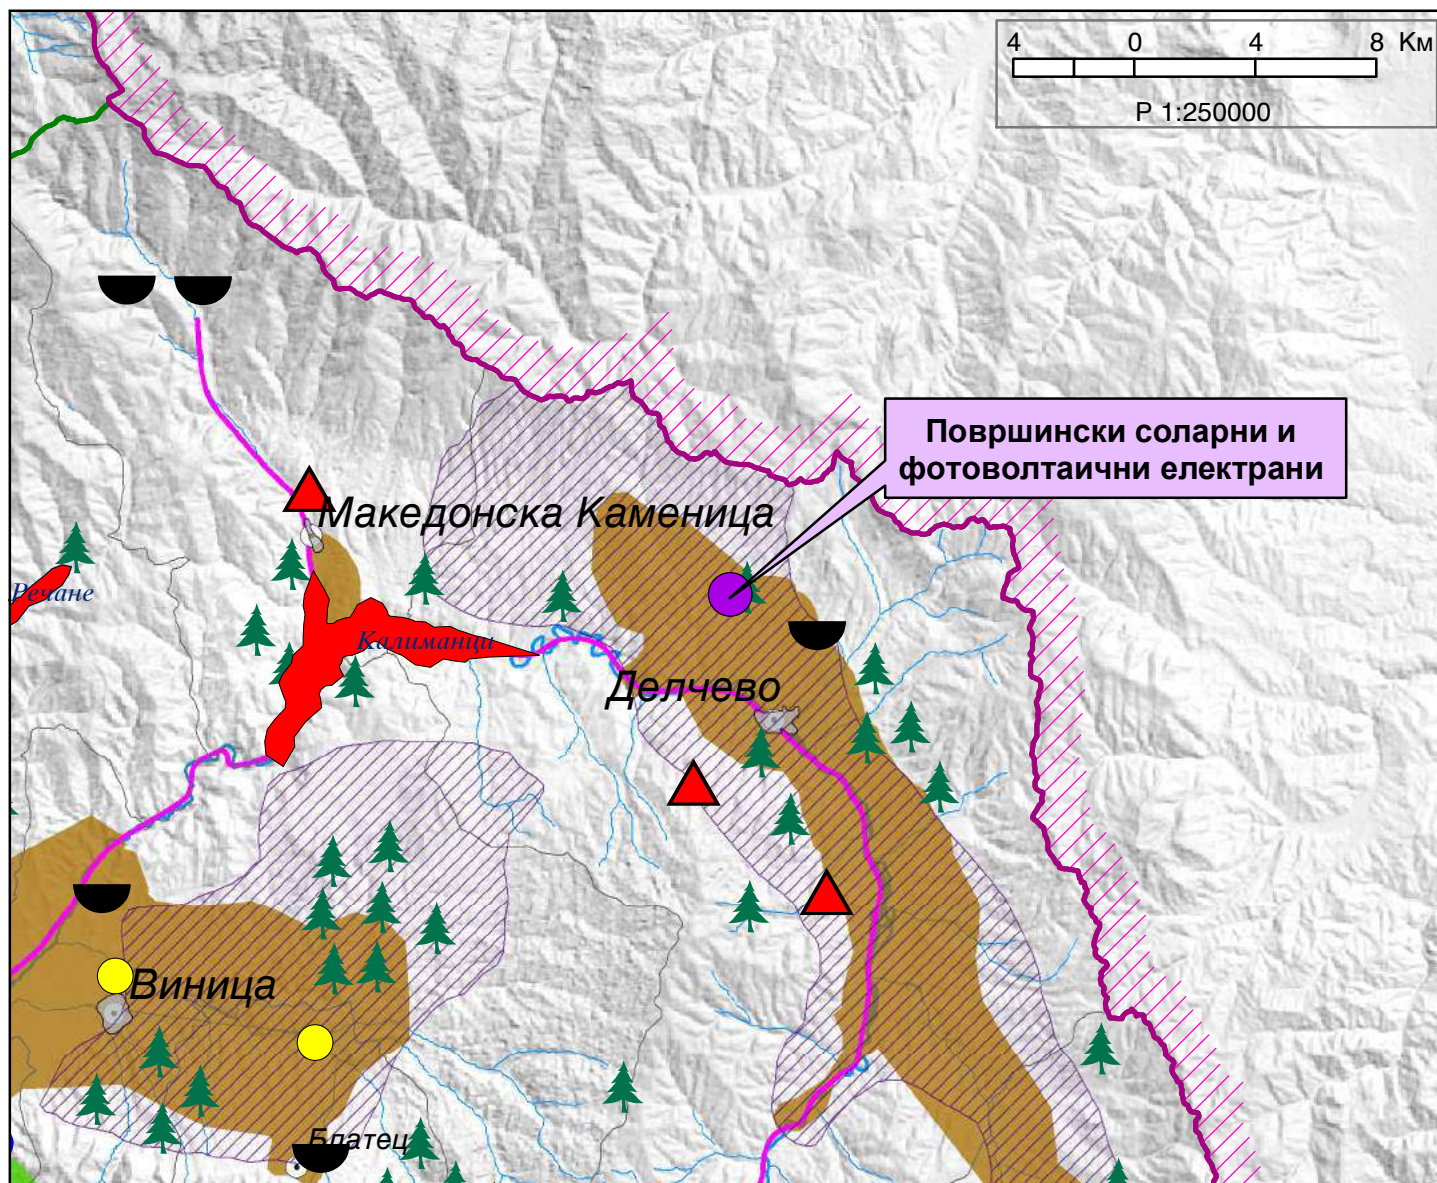 4 0 4 8 Км
Р 1:250000
Површински соларни и
фотоволтаични електрани
Македонска Каменица
Речане
Калиманци
Делчево
Виница
Блатец